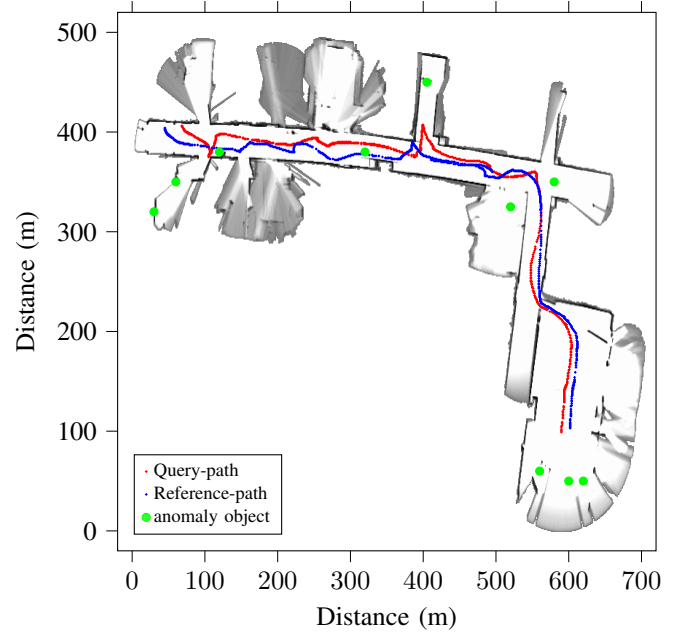 500
400
300
200
100
0
Distance (m)
Query-path
Reference-path
anomaly object
0 100 200 300 400 500 600 700
Distance (m)